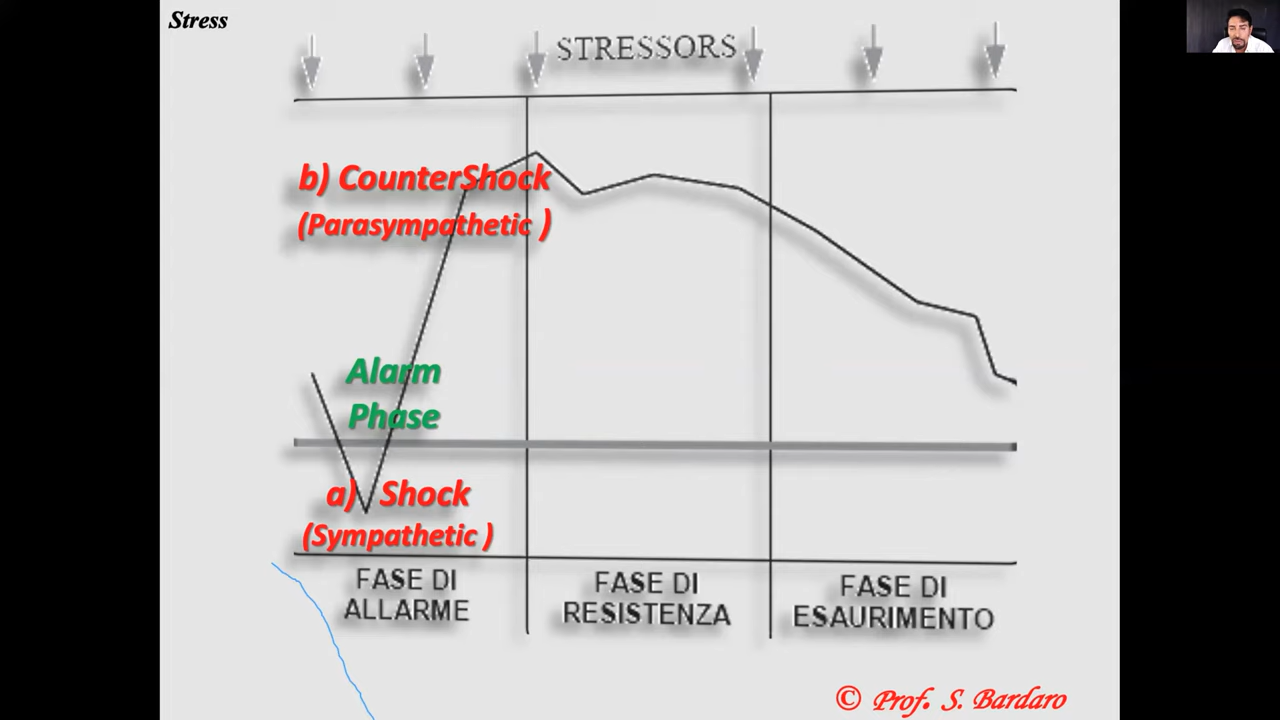 Stress
STRESSORS
b) CounterShock
(Parasympathetic )
Alarm
Phase
a) Shock
(Sympathetic )
FASE DI
ALLARME
FASE DI
RESISTENZA
FASE DI
ESAURIMENTO
© Prof. S. Bardaro